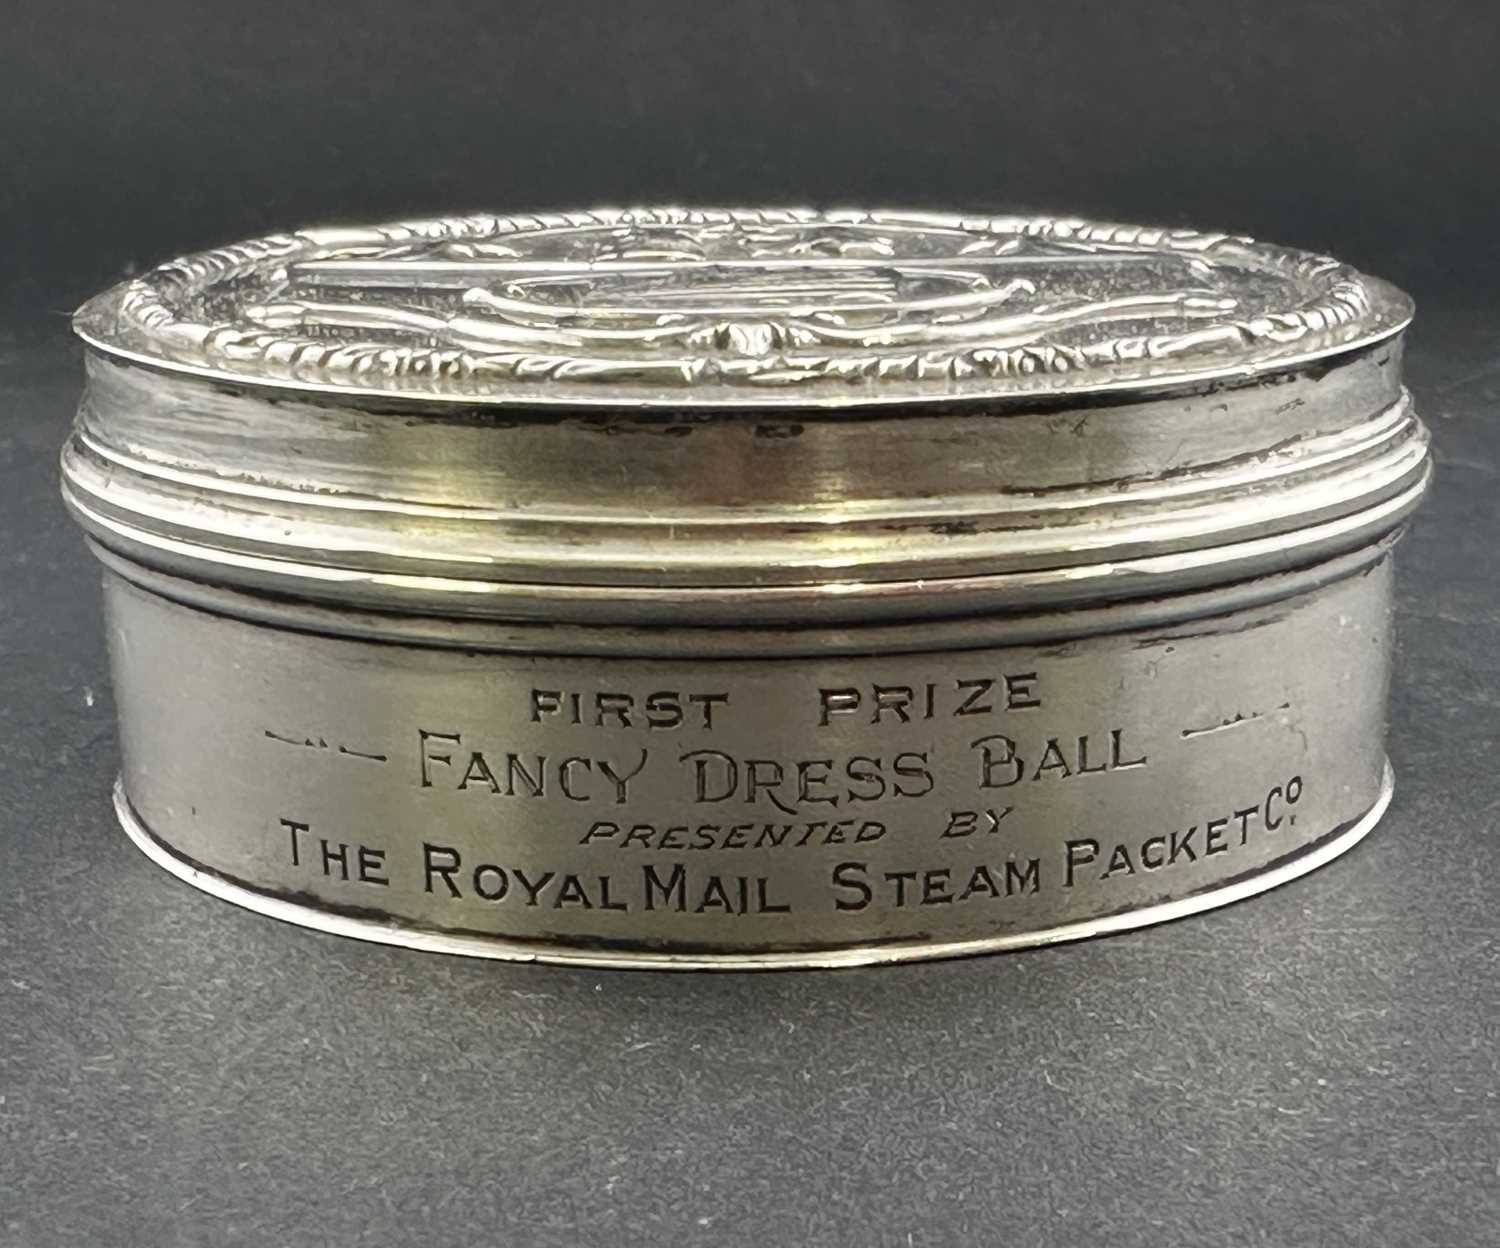 FIRST PRIZE
FANCY DRESS BALL
PRESENTED BY
THE ROYAL MAIL STEAM PACKET Co.